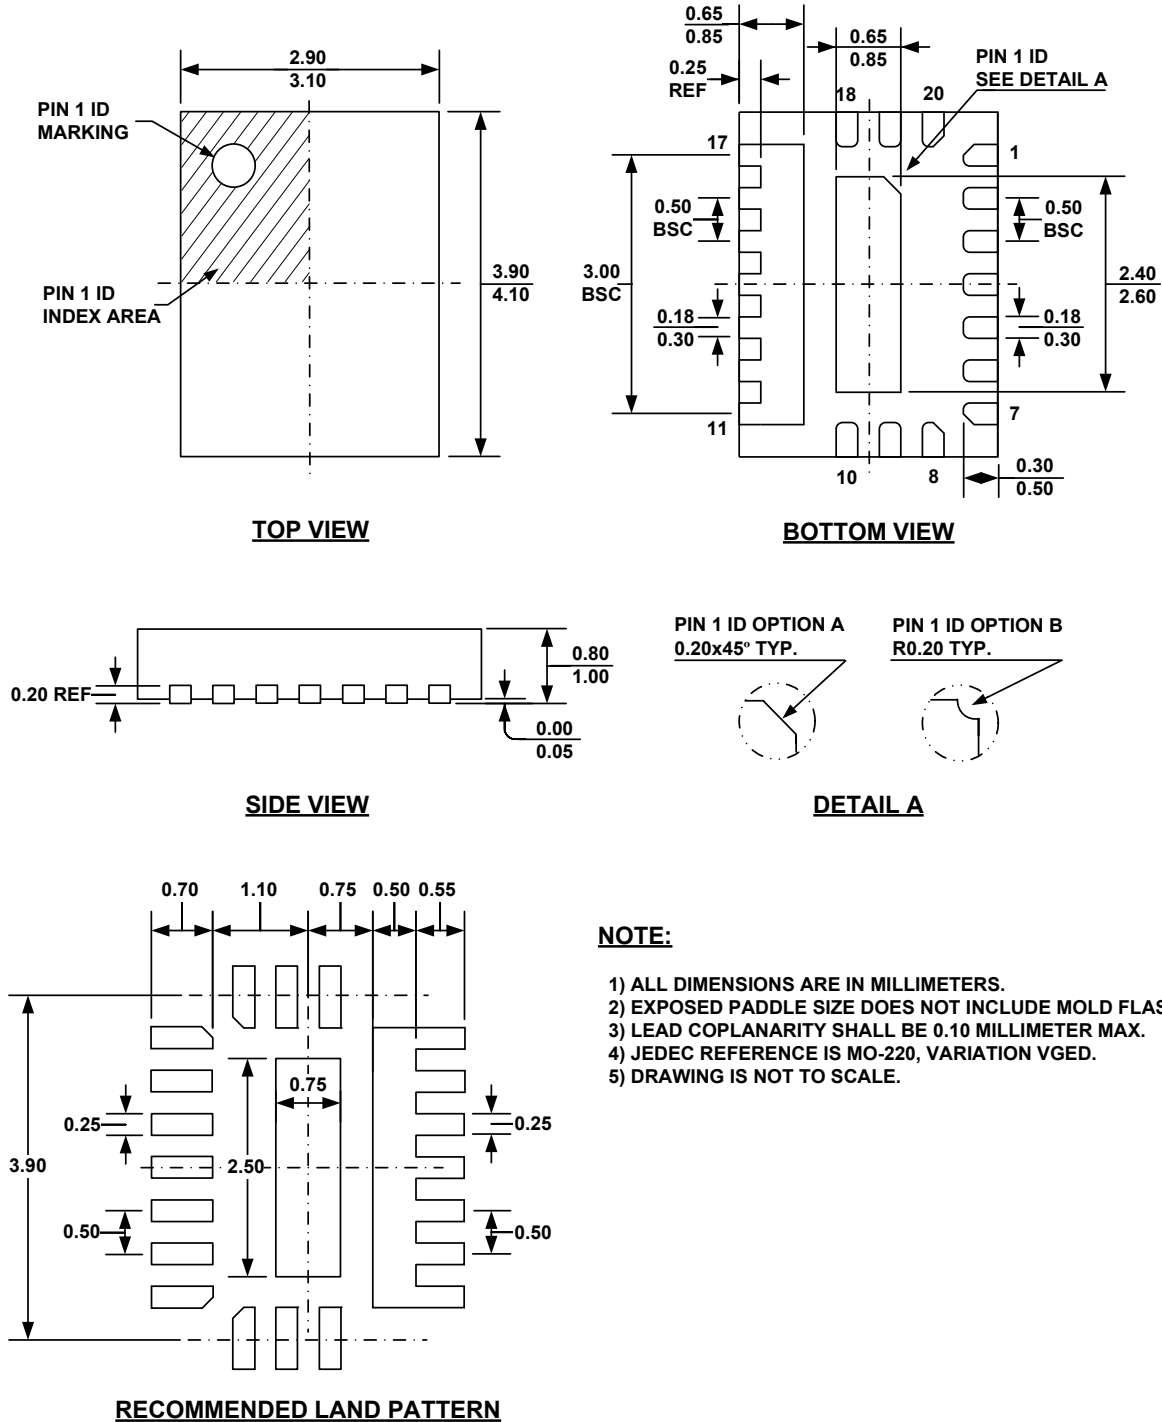 2.90
3.10
PIN 1 ID
MARKING
3.90
4.10
PIN 1 ID
INDEX AREA
TOP VIEW
0.65
0.85
0.65
0.85
0.25
REF
PIN 1 ID
SEE DETAIL A
18
20
17
1
0.50
BSC
0.50
BSC
3.00
BSC
2.40
2.60
0.18
0.30
0.18
0.30
11
7
10
8
0.30
0.50
BOTTOM VIEW
0.20 REF
0.80
1.00
0.00
0.05
SIDE VIEW
PIN 1 ID OPTION A
0.20x45º TYP.
PIN 1 ID OPTION B
R0.20 TYP.
DETAIL A
0.70
1.10
0.75
0.50
0.55
0.75
0.25
0.25
3.90
2.50
0.50
0.50
RECOMMENDED LAND PATTERN
NOTE:
1) ALL DIMENSIONS ARE IN MILLIMETERS.
2) EXPOSED PADDLE SIZE DOES NOT INCLUDE MOLD FLAS
3) LEAD COPLANARITY SHALL BE 0.10 MILLIMETER MAX.
4) JEDEC REFERENCE IS MO-220, VARIATION VGED.
5) DRAWING IS NOT TO SCALE.